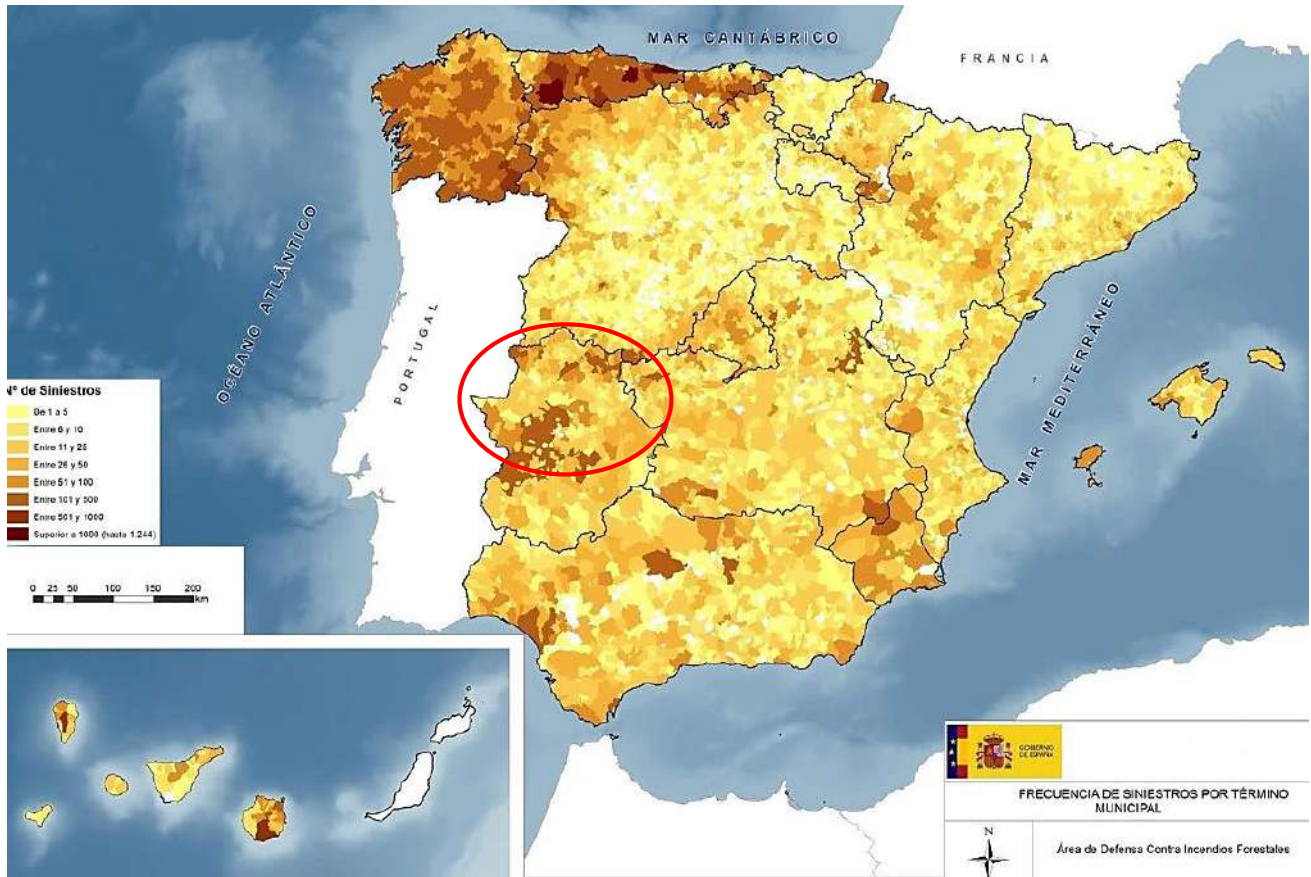 MAR CANTÁBRICO
FRANCIA
OCÉANO ATLÁNTICO
PORTUGAL
MAR MEDITERRÁNEO
Nº de Siniestros
De 1 a 5
Entre 6 y 10
Entre 11 y 25
Entre 26 y 50
Entre 51 y 100
Entre 101 y 500
Entre 501 y 1000
Superior a 1000 (hasta 1.244)
0 25 50 100 150 200
km
GOBIERNO
DE ESPAÑA
FRECUENCIA DE SINIESTROS POR TÉRMINO
MUNICIPAL
N
Área de Defensa Contra Incendios Forestales